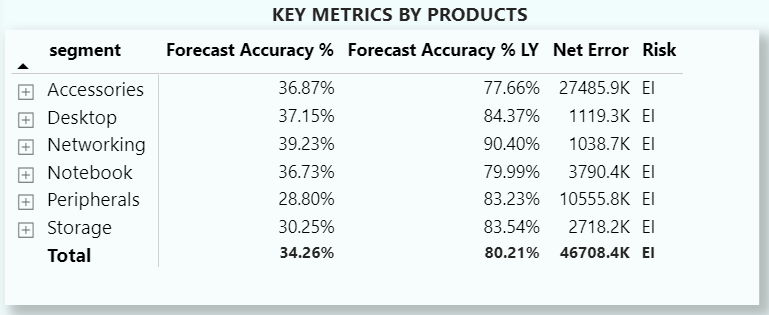 KEY METRICS BY PRODUCTS
segment Forecast Accuracy % Forecast Accuracy % LY Net Error Risk
Accessories 36.87% 77.66% 27485.9K EI
Desktop 37.15% 84.37% 1119.3K EI
Networking 39.23% 90.40% 1038.7K EI
Notebook 36.73% 79.99% 3790.4K EI
Peripherals 28.80% 83.23% 10555.8K EI
Storage 30.25% 83.54% 2718.2K EI
Total 34.26% 80.21% 46708.4K EI